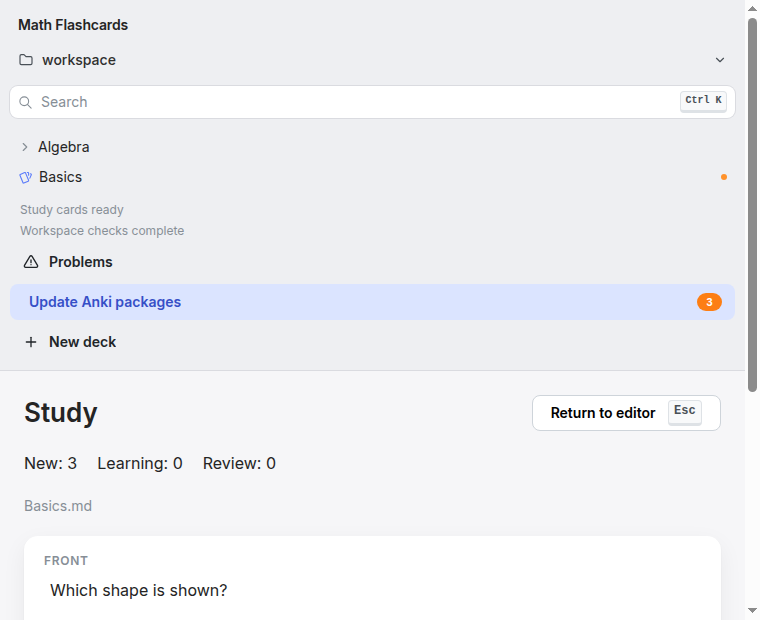 Math Flashcards
workspace
Search
Ctrl K
Algebra
Basics
Study cards ready
Workspace checks complete
Problems
Update Anki packages
3
New deck
Study
Return to editor
Esc
New: 3 Learning: 0 Review: 0
Basics.md
FRONT
Which shape is shown?